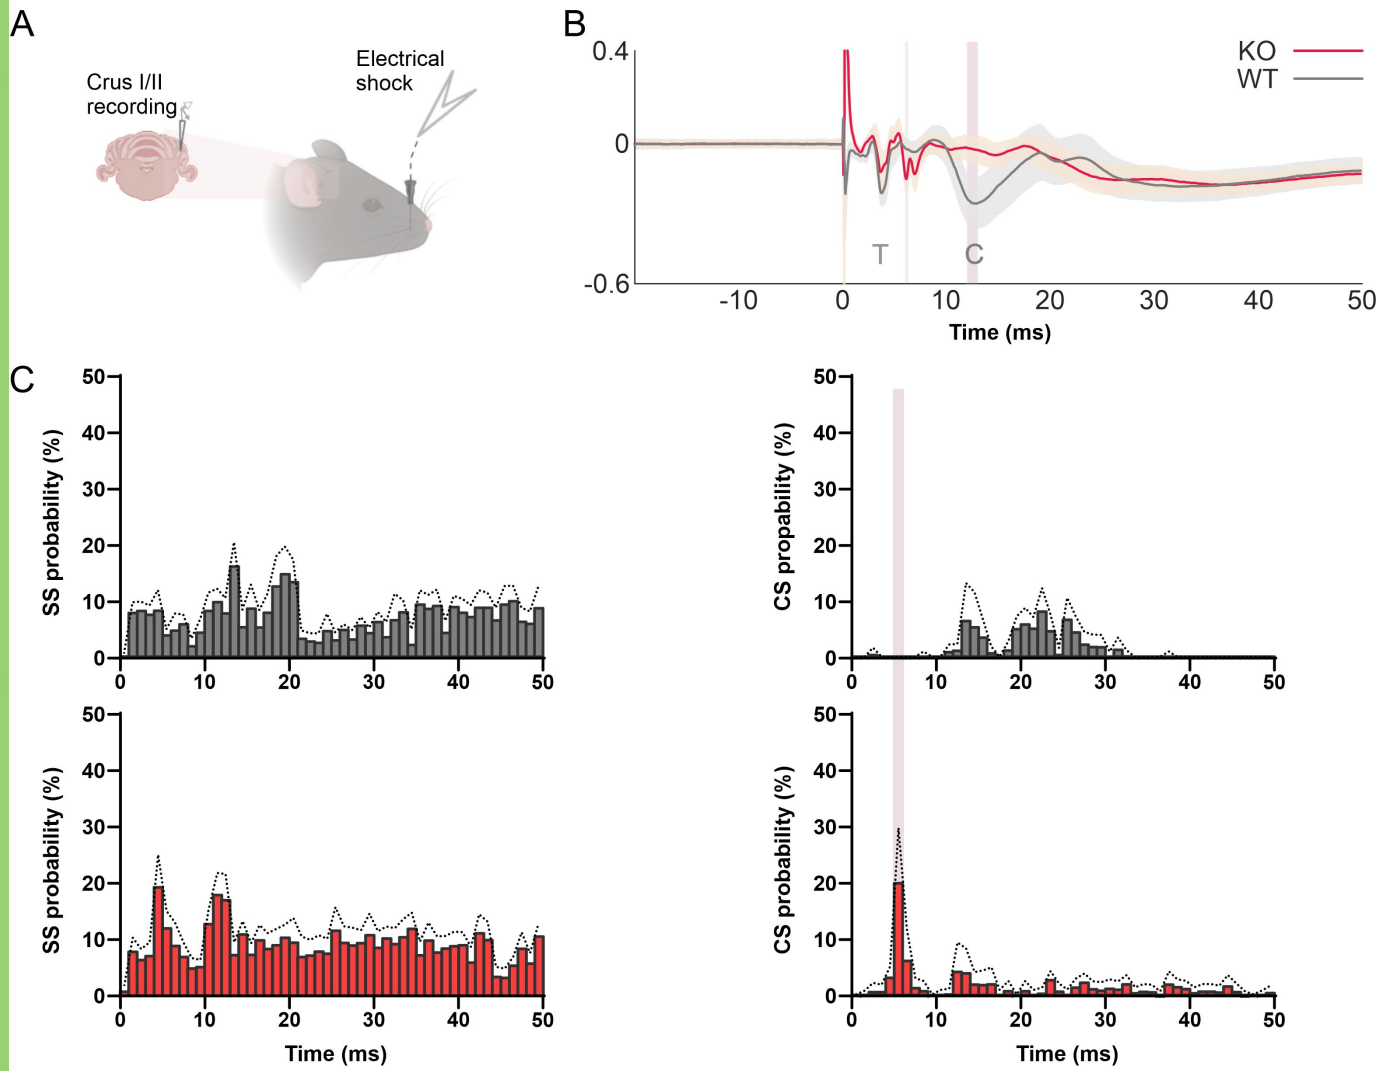 A
Crus I/II
recording
Electrical
shock
B
0.4
0
-0.6
KO
WT
T
C
-10 0 10 20 30 40 50
Time (ms)
C
SS probability (%)
50
40
30
20
10
0
0 10 20 30 40 50
CS propability (%)
50
40
30
20
10
0
0 10 20 30 40 50
SS probability (%)
50
40
30
20
10
0
0 10 20 30 40 50
Time (ms)
CS probability (%)
50
40
30
20
10
0
0 10 20 30 40 50
Time (ms)